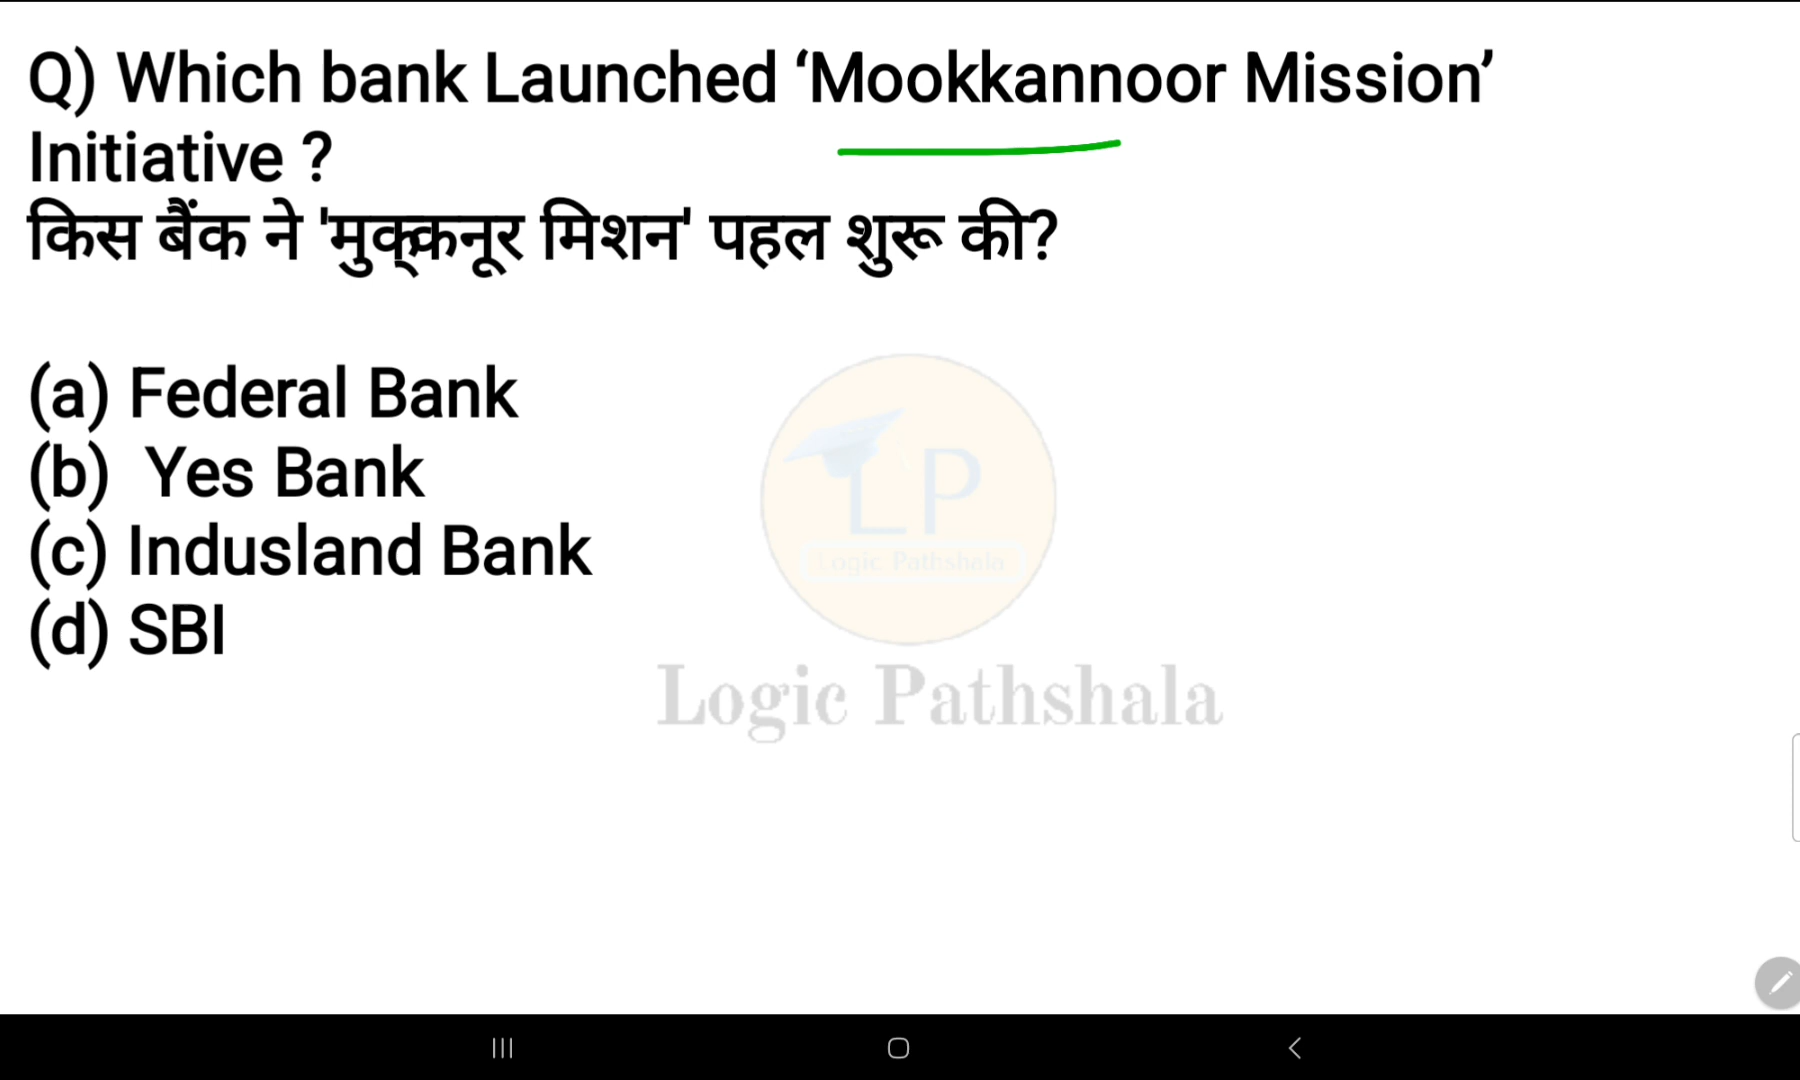 Q) Which bank Launched ‘Mookkannoor Mission’
Initiative ?
किस बैंक ने 'मुक्कनूर मिशन' पहल शुरू की?
(a) Federal Bank
(b) Yes Bank
(c) Indusland Bank
(d) SBI
LP
Logic Pathshala
Logic Pathshala